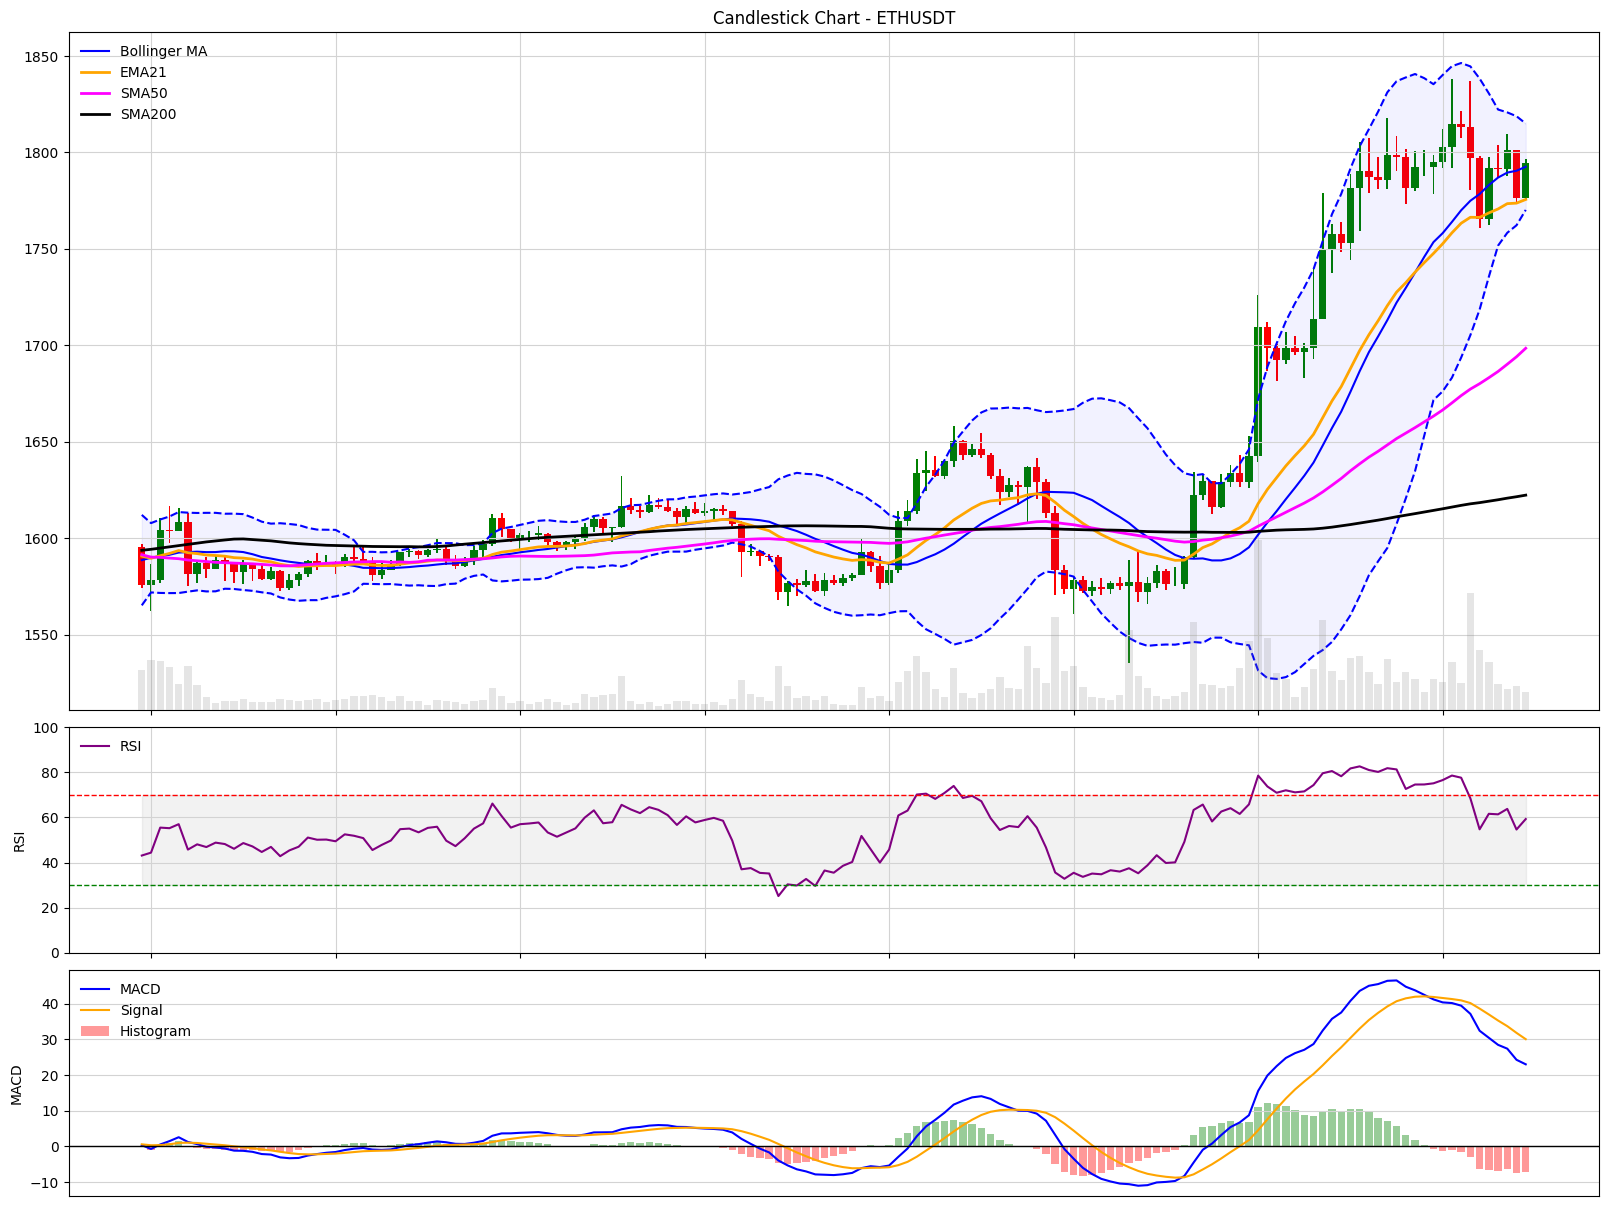 Candlestick Chart - ETHUSDT
Bollinger MA
EMA21
SMA50
SMA200
1850
1800
1750
1700
1650
1600
1550
RSI
100
80
60
40
20
0
RSI
MACD
Signal
Histogram
40
30
20
10
0
−10
MACD